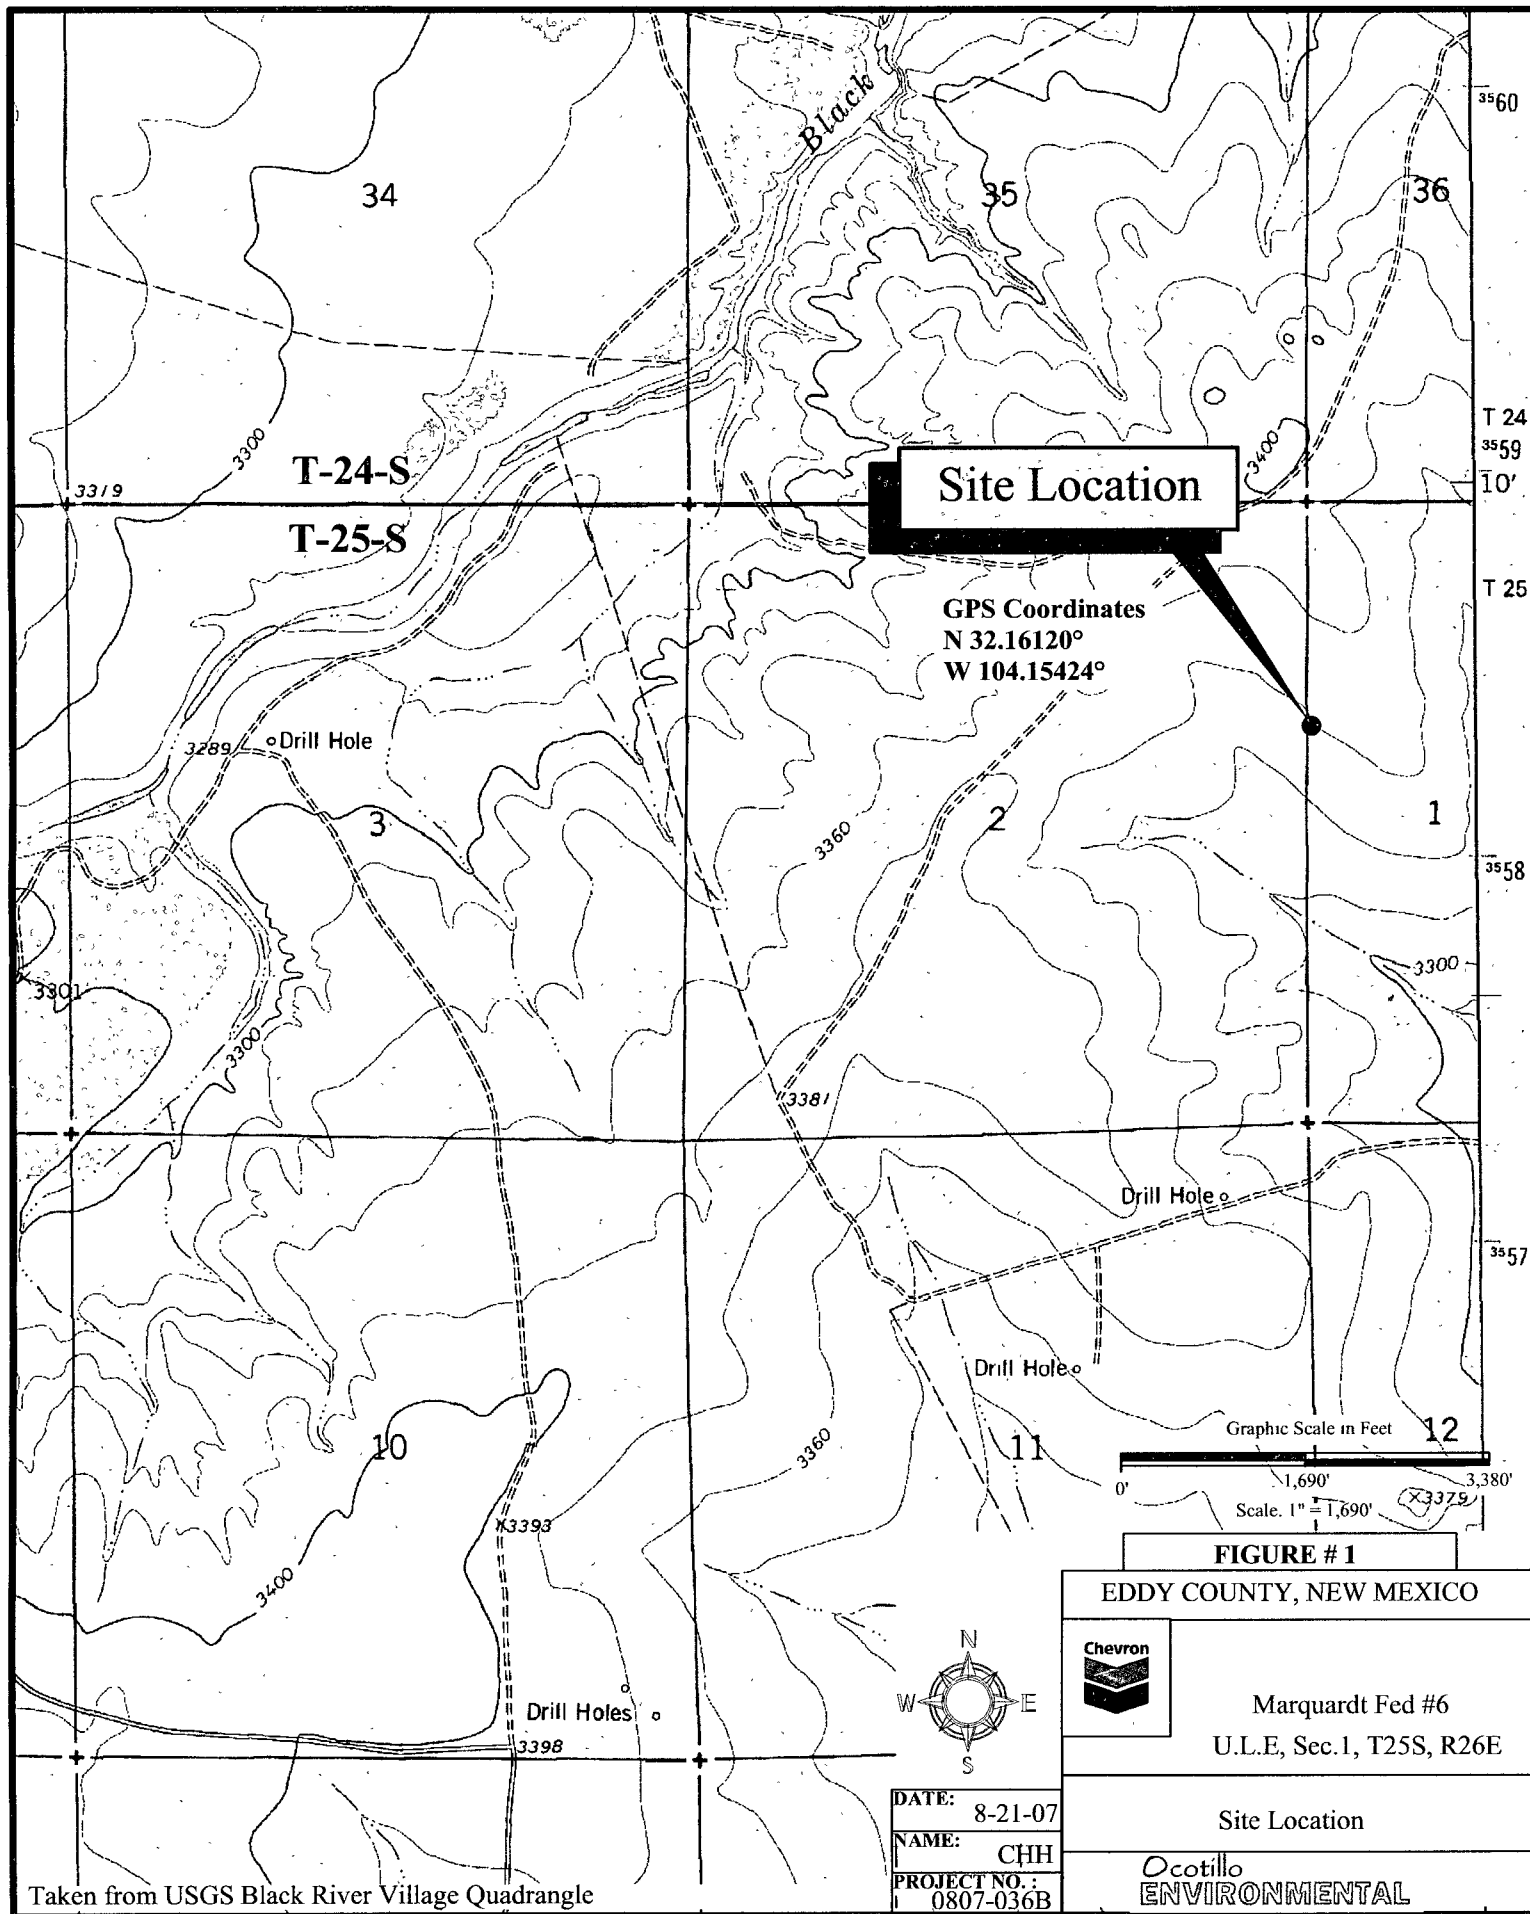 Black
3560
34
35
36
T 24
3559
3300
3400
T-24-S
Site Location
10'
3319
T-25-S
T 25
GPS Coordinates
N 32.16120°
W 104.15424°
3289
Drill Hole
3
2
1
3360
3558
3300
3301
3300
3381
Drill Hole
3557
Drill Hole
Graphic Scale in Feet
12
10
3360
11
0'
1,690'
3,380'
Scale. 1" = 1,690'
×3379
×3393
FIGURE # 1
3400
EDDY COUNTY, NEW MEXICO
N
Chevron
W
E
Marquardt Fed #6
Drill Holes
U.L.E, Sec.1, T25S, R26E
3398
S
DATE:
8-21-07
Site Location
NAME:
CHH
Ocotillo
ENVIRONMENTAL
PROJECT NO. :
0807-036B
Taken from USGS Black River Village Quadrangle